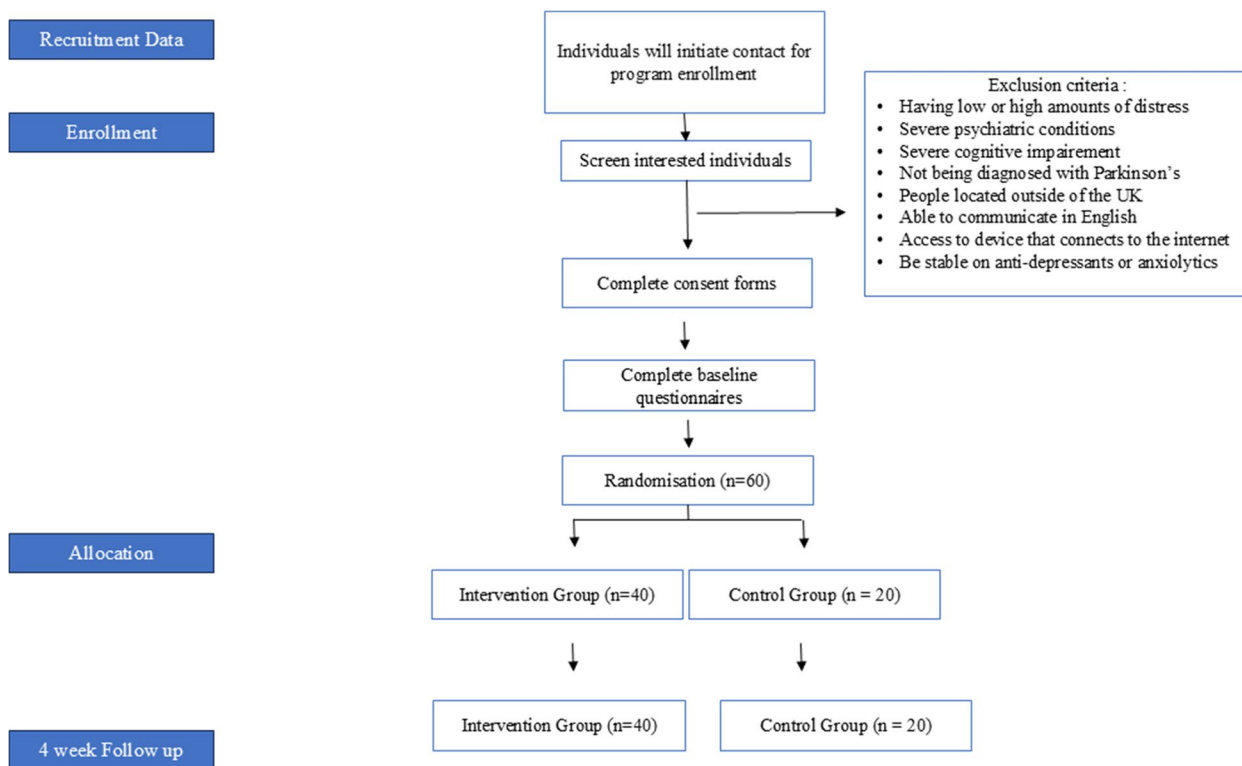 Recruitment Data
Individuals will initiate contact for
program enrollment
Enrollment
Screen interested individuals
Exclusion criteria :
• Having low or high amounts of distress
• Severe psychiatric conditions
• Severe cognitive impairement
• Not being diagnosed with Parkinson's
• People located outside of the UK
• Able to communicate in English
• Access to device that connects to the internet
• Be stable on anti-depressants or anxiolytics
Complete consent forms
Complete baseline
questionnaires
Randomisation (n=60)
Allocation
Intervention Group (n=40)
Control Group (n = 20)
Intervention Group (n=40)
Control Group (n = 20)
4 week Follow up